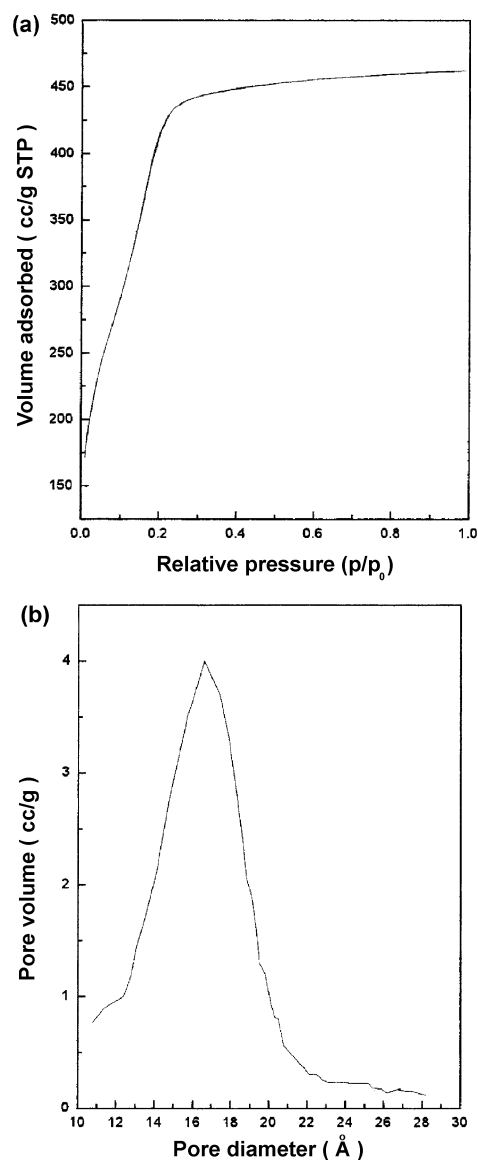 (a)
500
450
400
350
300
250
200
150
0.0 0.2 0.4 0.6 0.8 1.0
Volume adsorbed ( cc/g STP )
Relative pressure (p/p0)
(b)
4
3
2
1
0
10 12 14 16 18 20 22 24 26 28 30
Pore volume ( cc/g )
Pore diameter ( Å )